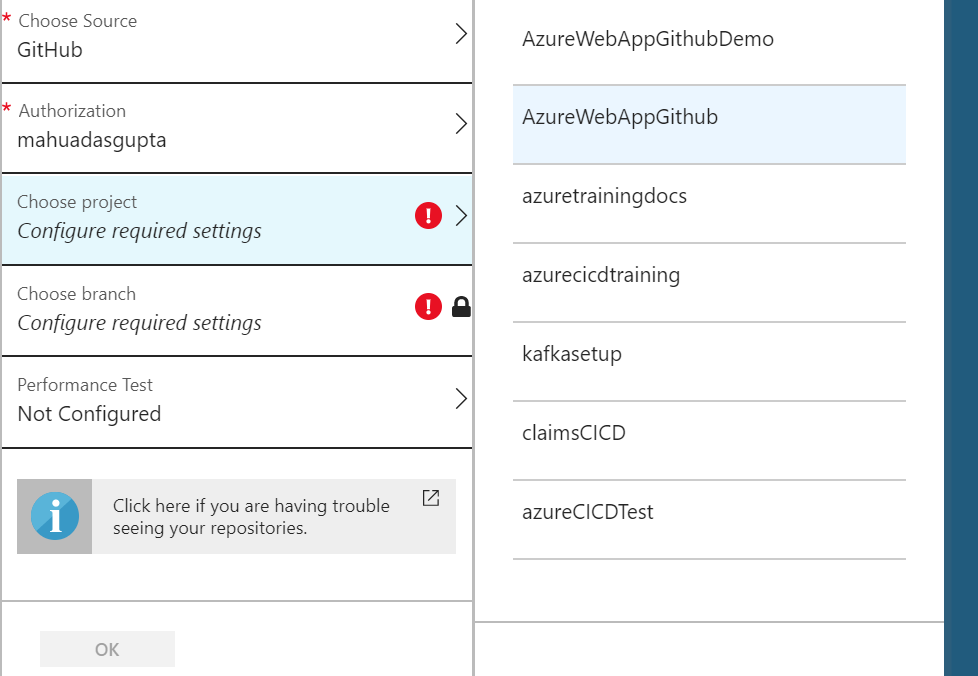 * Choose Source
GitHub
* Authorization
mahuadasgupta
Choose project
Configure required settings
Choose branch
Configure required settings
Performance Test
Not Configured
Click here if you are having trouble
seeing your repositories.
OK
AzureWebAppGithubDemo
AzureWebAppGithub
azuretrainingdocs
azurecicdtraining
kafkasetup
claimsCICD
azureCICDTest